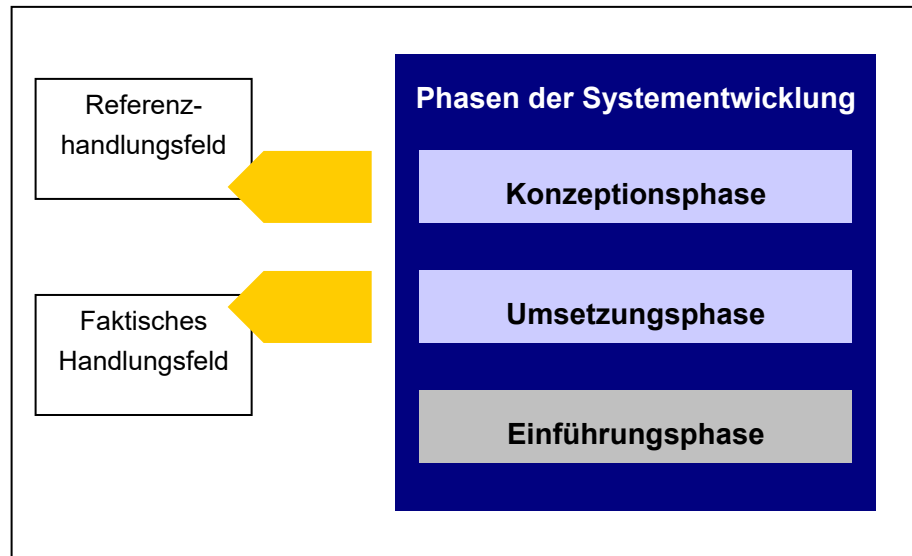 Referenz-
handlungsfeld
Faktisches
Handlungsfeld
Phasen der Systementwicklung
Konzeptionsphase
Umsetzungsphase
Einführungsphase